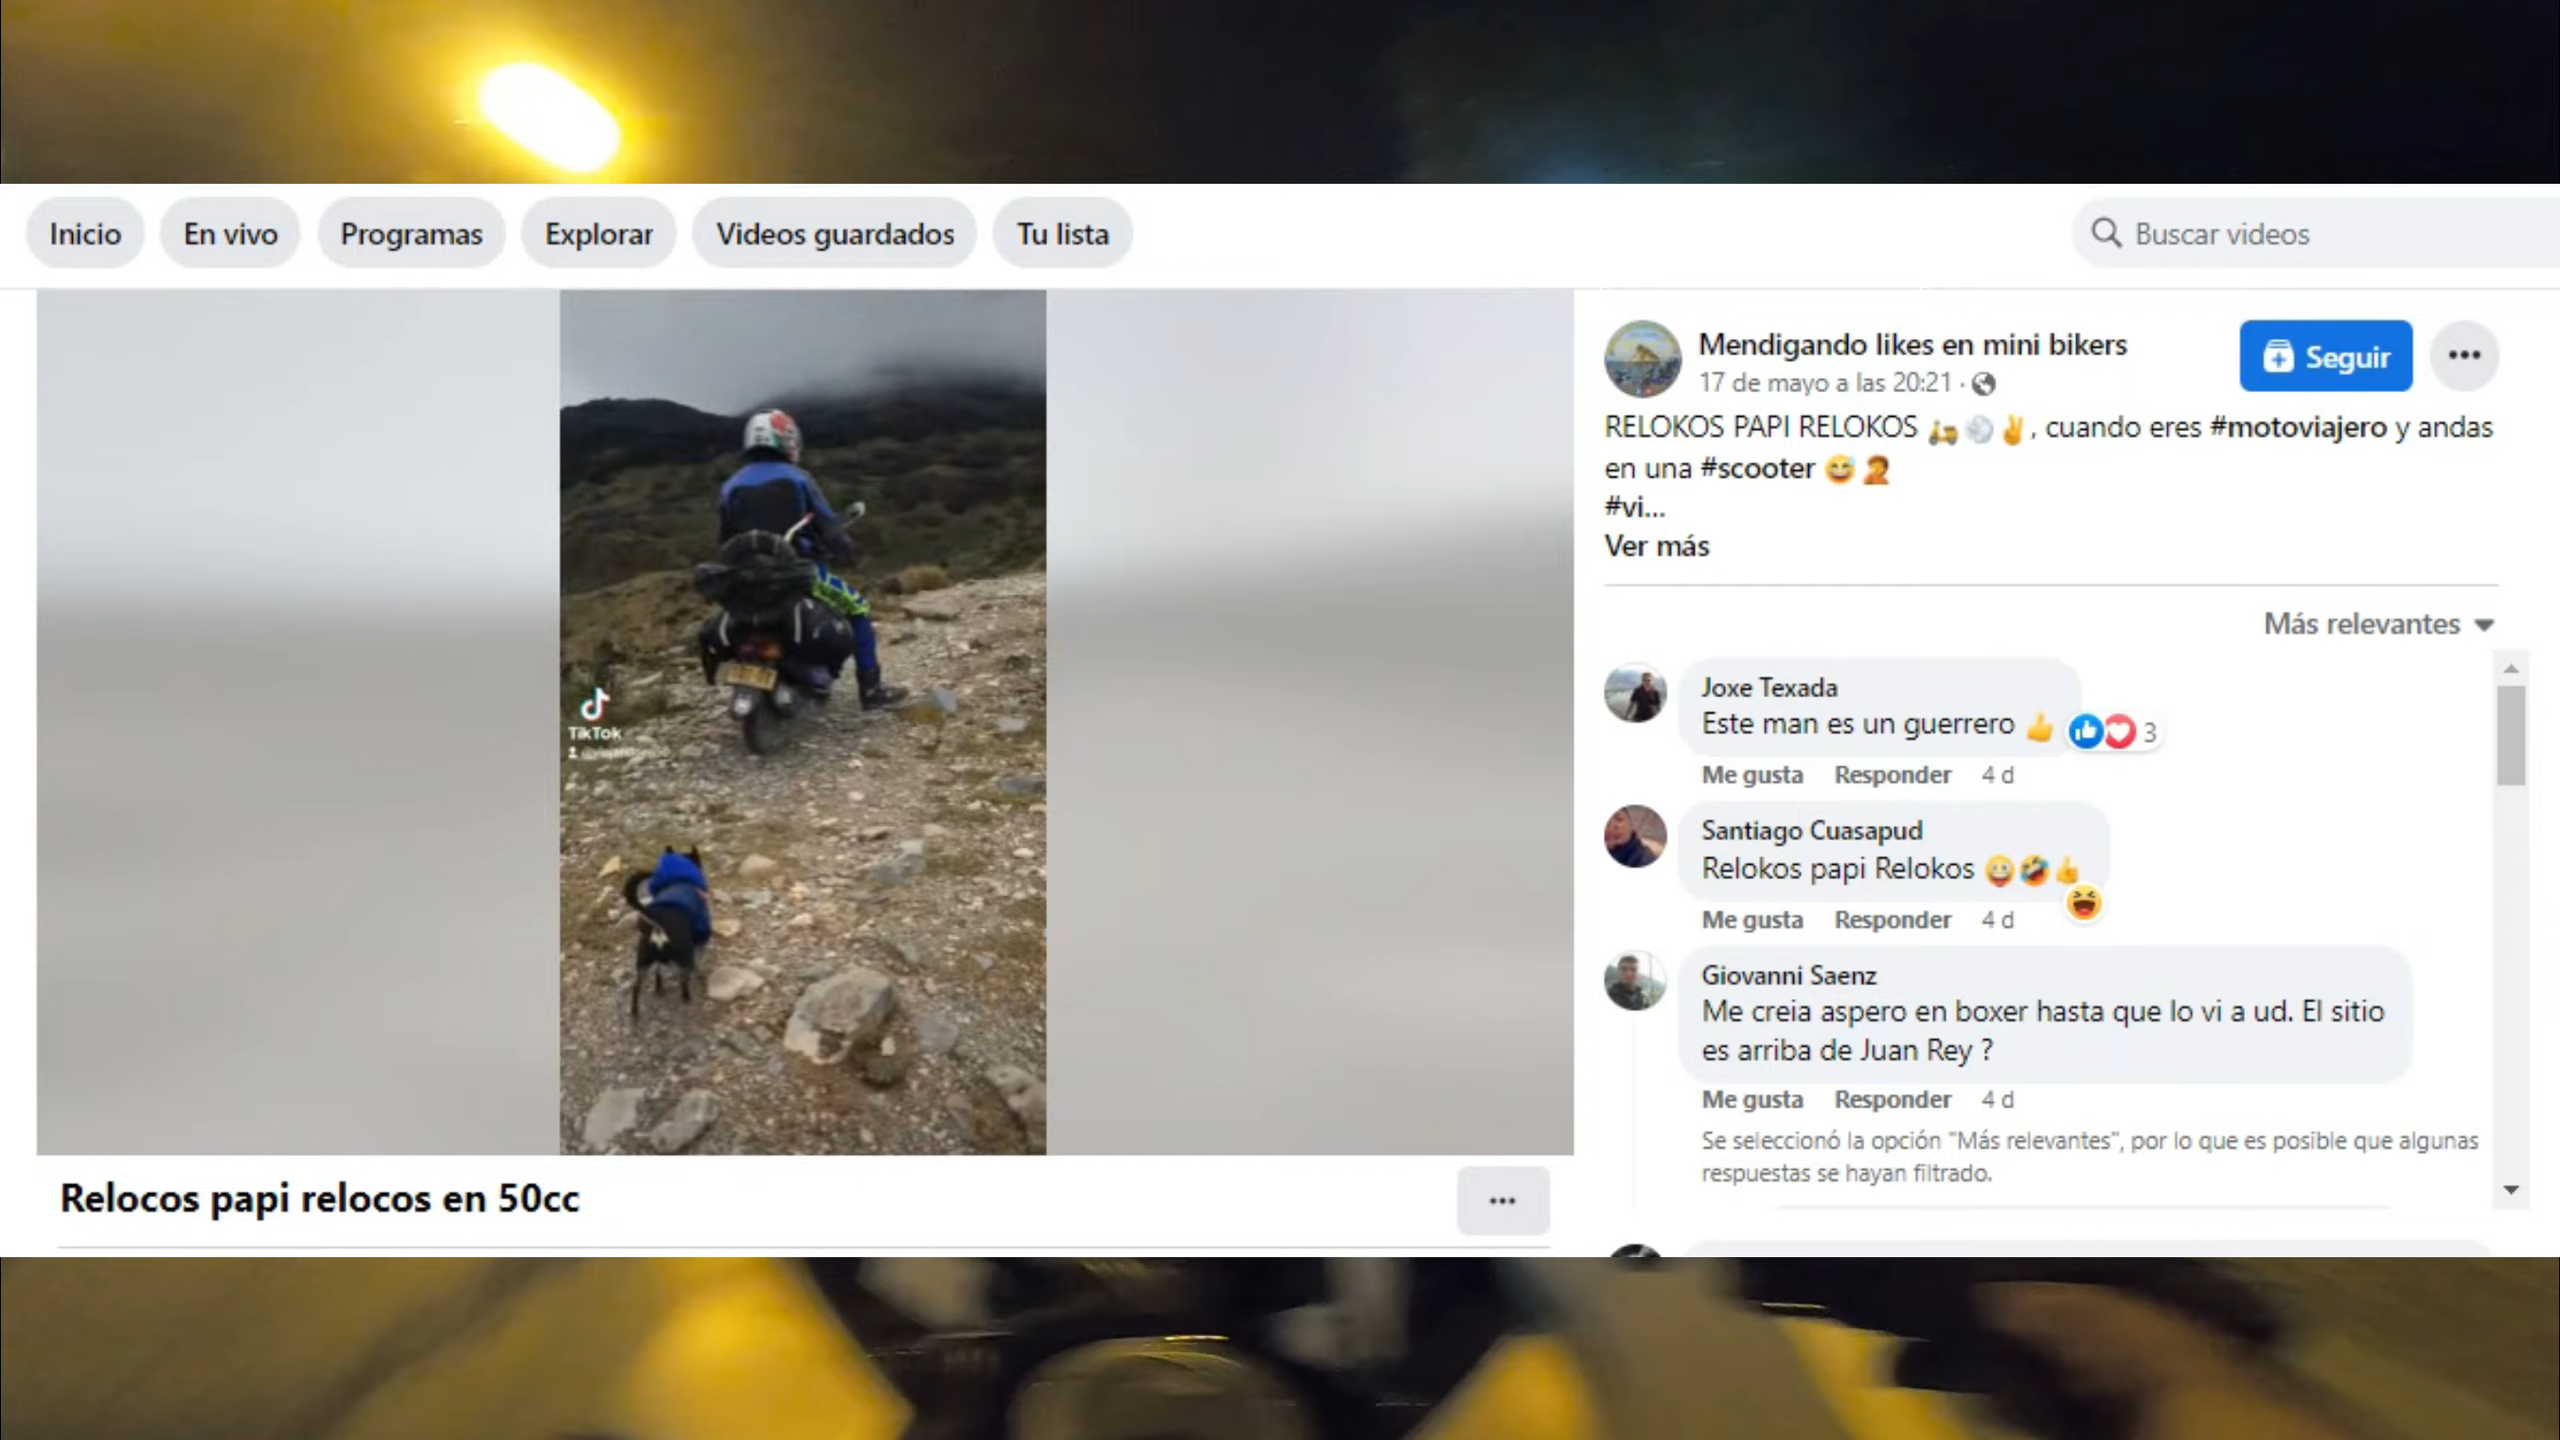 Inicio
En vivo
Programas
Explorar
Videos guardados
Tu lista
Buscar videos
TikTok
Relocos papi relocos en 50cc
Mendigando likes en mini bikers
17 de mayo a las 20:21 ·
Seguir
RELOKOS PAPI RELOKOS 🛵💨✌️, cuando eres #motoviajero y andas
en una #scooter 😅🤦
#vi...
Ver más
Más relevantes
Joxe Texada
Este man es un guerrero 👍
3
Me gusta Responder 4 d
Santiago Cuasapud
Relokos papi Relokos 😀🤣👍
Me gusta Responder 4 d
Giovanni Saenz
Me creia aspero en boxer hasta que lo vi a ud. El sitio
es arriba de Juan Rey ?
Me gusta Responder 4 d
Se seleccionó la opción "Más relevantes", por lo que es posible que algunas
respuestas se hayan filtrado.